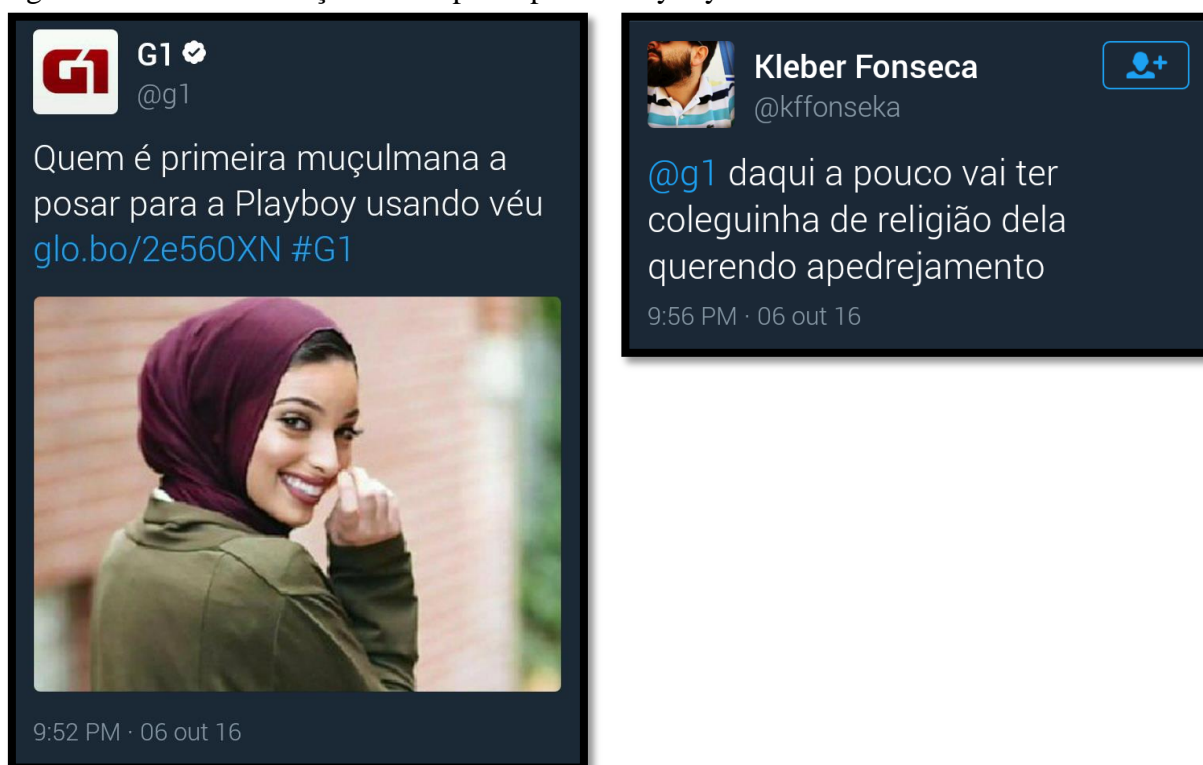 G1
@g1
Quem é primeira muçulmana a
posar para a Playboy usando véu
glo.bo/2e560XN #G1
9:52 PM · 06 out 16
Kleber Fonseca
@kffonseka
@g1 daqui a pouco vai ter
coleguinha de religião dela
querendo apedrejamento
9:56 PM · 06 out 16